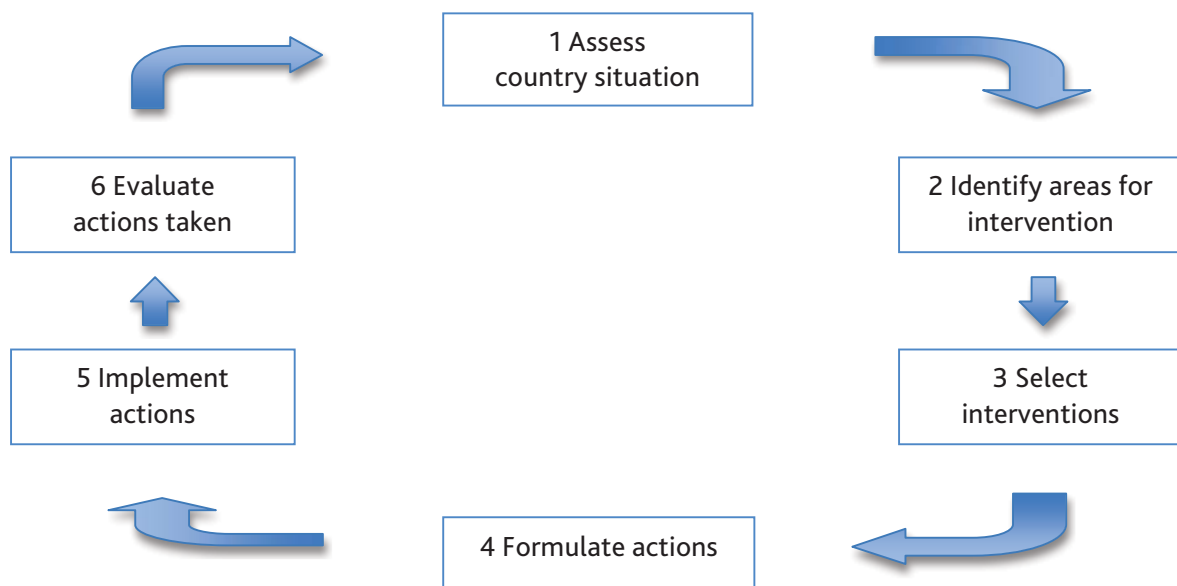 1 Assess
country situation
2 Identify areas for
intervention
3 Select
interventions
4 Formulate actions
5 Implement
actions
6 Evaluate
actions taken